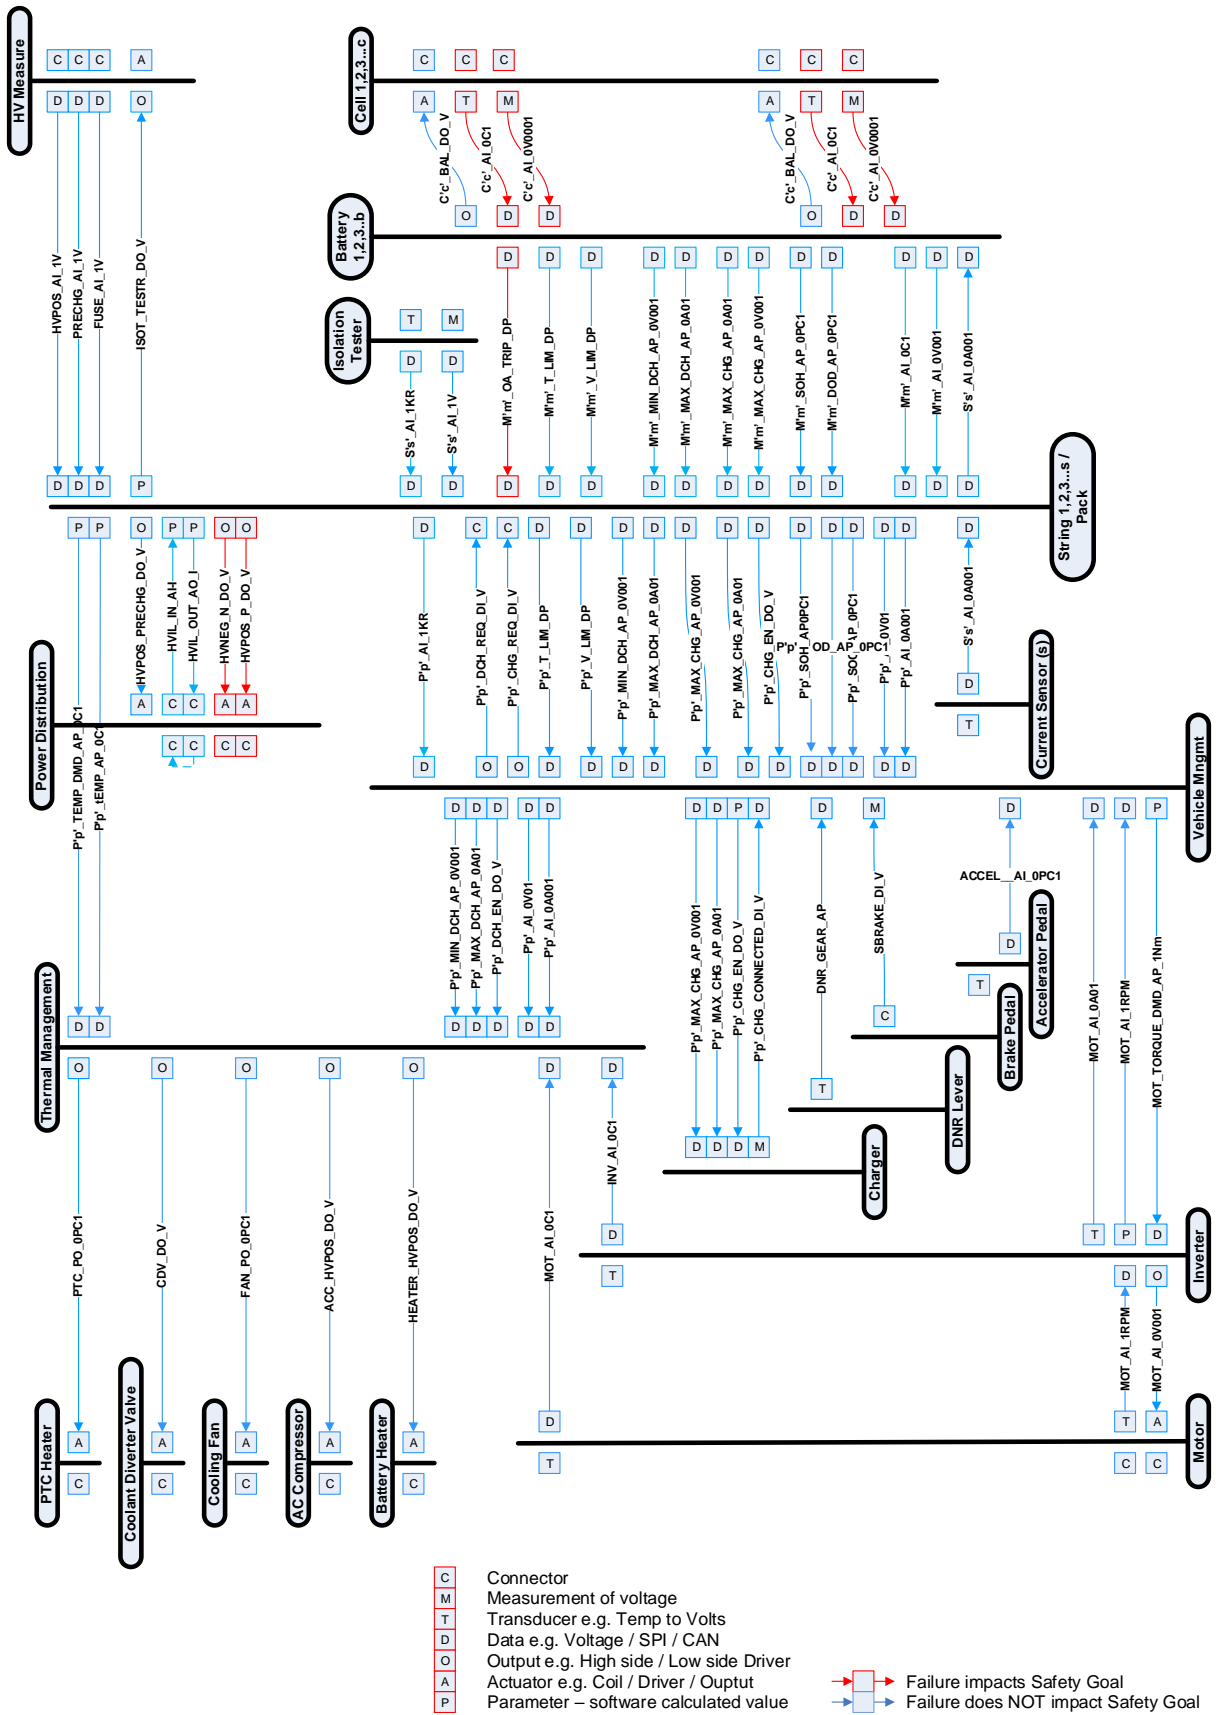 HV Measure
C C C A
D D D O
HVPOS_AI_1V
PRECHG_AI_1V
FUSE_AI_1V
ISOT_TESTR_DO_V
D D D P
Cell 1,2,3...c
C C C C C C
A T M A T M
C'c'_BAL_DO_V
C'c'_AI_0C1
C'c'_AI_0V0001
C'c'_BAL_DO_V
C'c'_AI_0C1
C'c'_AI_0V0001
O D D O D D
Battery
1,2,3..b
D D D D D D D D D D D D
Isolation
Tester
T M
D D
S's'_AI_1KR
S's'_AI_1V
M'm'_OA_TRIP_DP
M'm'_T_LIM_DP
M'm'_V_LIM_DP
M'm'_MIN_DCH_AP_0V001
M'm'_MAX_DCH_AP_0A01
M'm'_MAX_CHG_AP_0A01
M'm'_MAX_CHG_AP_0V001
M'm'_SOH_AP_0PC1
M'm'_DOD_AP_0PC1
M'm'_AI_0C1
M'm'_AI_0V001
S's'_AI_0A001
D D D D D D D D D D D D D D
String 1,2,3...s /
Pack
P P O P P O O
D C C D D D D D D D D D D D D D
P'p'_TEMP_DMD_AP_0C1
P'p'_tEMP_AP_0C1
HVPOS_PRECHG_DO_V
HVIL_IN_AH
HVIL_OUT_AO_I
HVNEG_N_DO_V
HVPOS_P_DO_V
A C C A A
Power Distribution
C C C C
P'p'_AI_1KR
P'p'_DCH_REQ_DI_V
P'p'_CHG_REQ_DI_V
P'p'_T_LIM_DP
P'p'_V_LIM_DP
P'p'_MIN_DCH_AP_0V001
P'p'_MAX_DCH_AP_0A01
P'p'_MAX_CHG_AP_0V001
P'p'_MAX_CHG_AP_0A01
P'p'_CHG_EN_DO_V
P'p'_SOH_AP0PC1
OD_AP_0PC1
AP_0PC1
0V01
P'p'_AI_0A001
S's'_AI_0A001
D
T
Current Sensor (s)
D O O D D D D D D D D D D D D
Vehicle Mngmt
D D D D D D D P D D M D D D P
P'p'_MIN_DCH_AP_0V001
P'p'_MAX_DCH_AP_0A01
P'p'_DCH_EN_DO_V
P'p'_AI_0V01
P'p'_AI_0A001
P'p'_MAX_CHG_AP_0V001
P'p'_MAX_CHG_AP_0A01
P'p'_CHG_EN_DO_V
P'p'_CHG_CONNECTED_DI_V
DNR_GEAR_AP
SBRAKE_DI_V
ACCEL__AI_0PC1
MOT_AI_0A01
MOT_AI_1RPM
MOT_TORQUE_DMD_AP_1Nm
D
T
Accelerator Pedal
C
Brake Pedal
T
DNR Lever
D D D M
Charger
D D D D D D D
Thermal Management
O O O O O D D
PTC_PO_0PC1
CDV_DO_V
FAN_PO_0PC1
ACC_HVPOS_DO_V
HEATER_HVPOS_DO_V
MOT_AI_0C1
INV_AI_0C1
D T P D
Inverter
T D O
MOT_AI_1RPM
MOT_AI_0V001
A A A A A D T A
PTC Heater
Coolant Diverter Valve
Cooling Fan
AC Compressor
Battery Heater
Motor
C C C C C T C C
C Connector
M Measurement of voltage
T Transducer e.g. Temp to Volts
D Data e.g. Voltage / SPI / CAN
O Output e.g. High side / Low side Driver
A Actuator e.g. Coil / Driver / Ouptut
P Parameter – software calculated value
Failure impacts Safety Goal
Failure does NOT impact Safety Goal